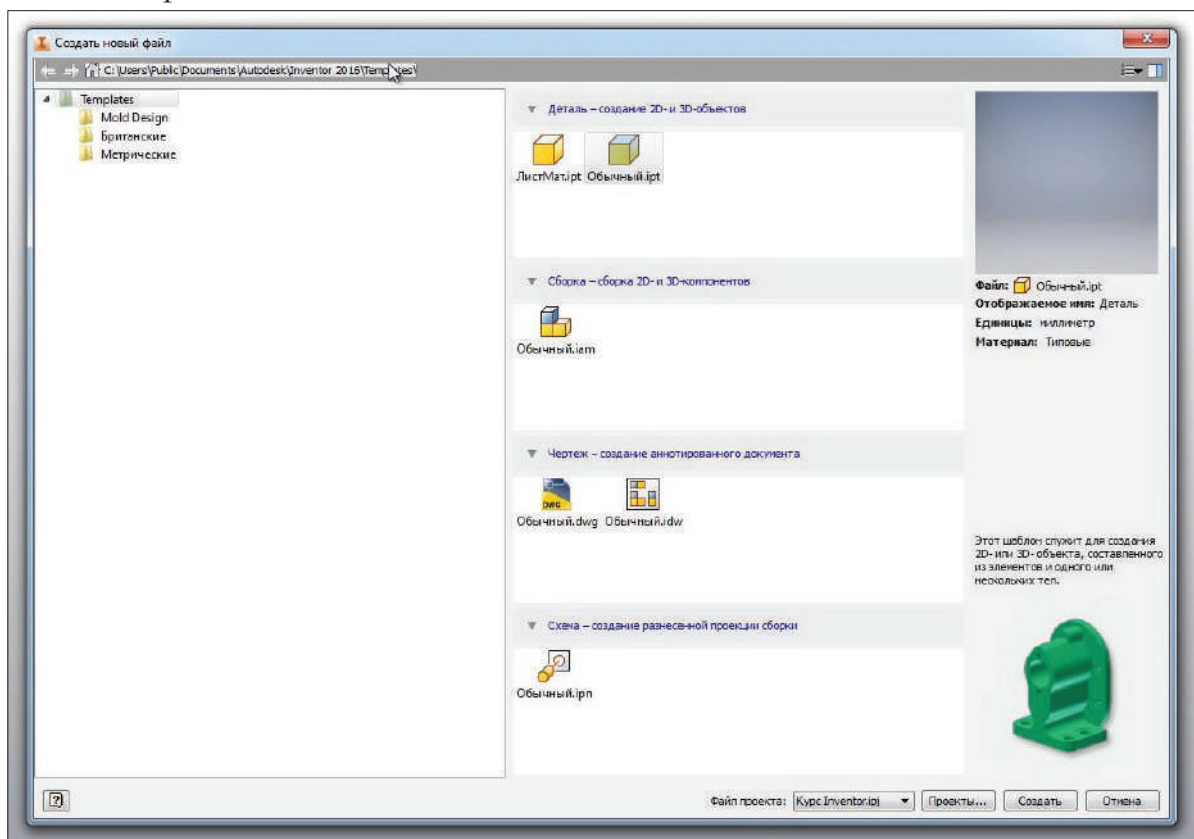 Создать новый файл
C:\Users\Public\Documents\Autodesk\Inventor 2016\Templates\
Templates
Mold Design
Британские
Метрические
Деталь – создание 2D- и 3D-объектов
ЛистМат.ipt Обычный.ipt
Сборка – сборка 2D- и 3D-компонентов
Обычный.iam
Чертеж – создание аннотированного документа
DWG
Обычный.dwg Обычный.idw
Схема – создание разнесенной проекции сборки
Обычный.ipn
Файл: Обычный.ipt
Отображаемое имя: Деталь
Единицы: миллиметр
Материал: Типовые
Этот шаблон служит для создания
2D- или 3D- объекта, составленного
из элементов и одного или
нескольких тел.
Файл проекта: Курс Inventor.ipj Проекты... Создать Отмена